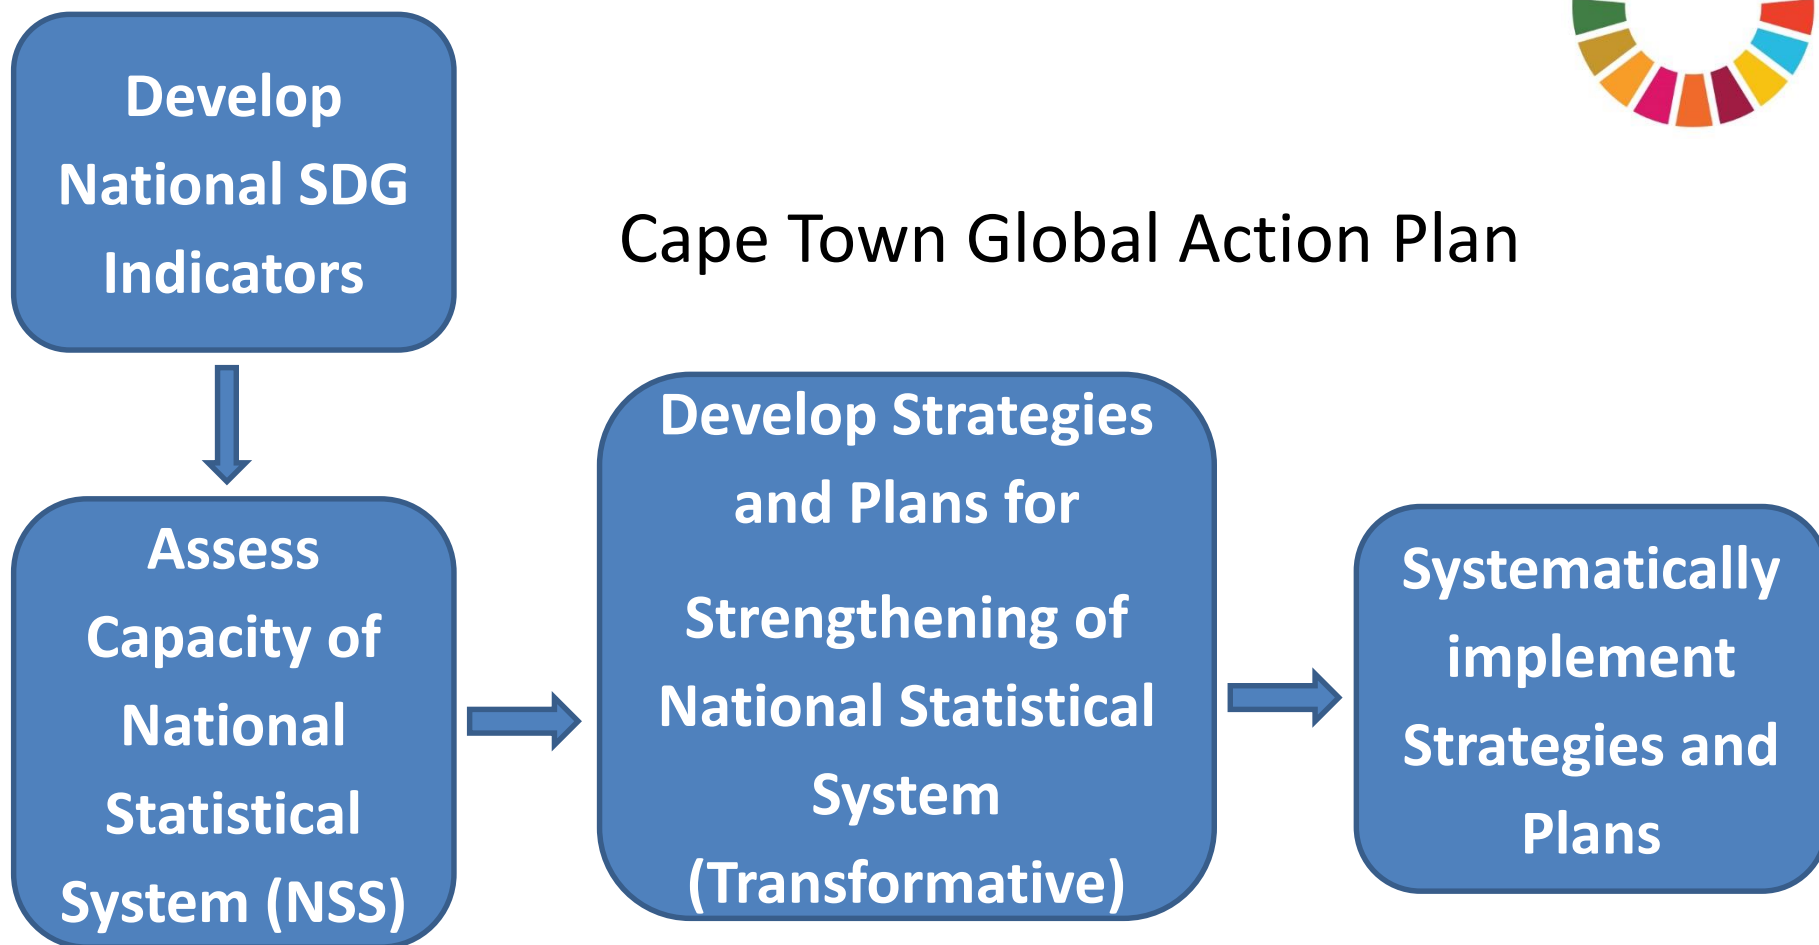 Develop
National SDG
Indicators
Cape Town Global Action Plan
Assess
Capacity of
National
Statistical
System (NSS)
Develop Strategies
and Plans for
Strengthening of
National Statistical
System
(Transformative)
Systematically
implement
Strategies and
Plans